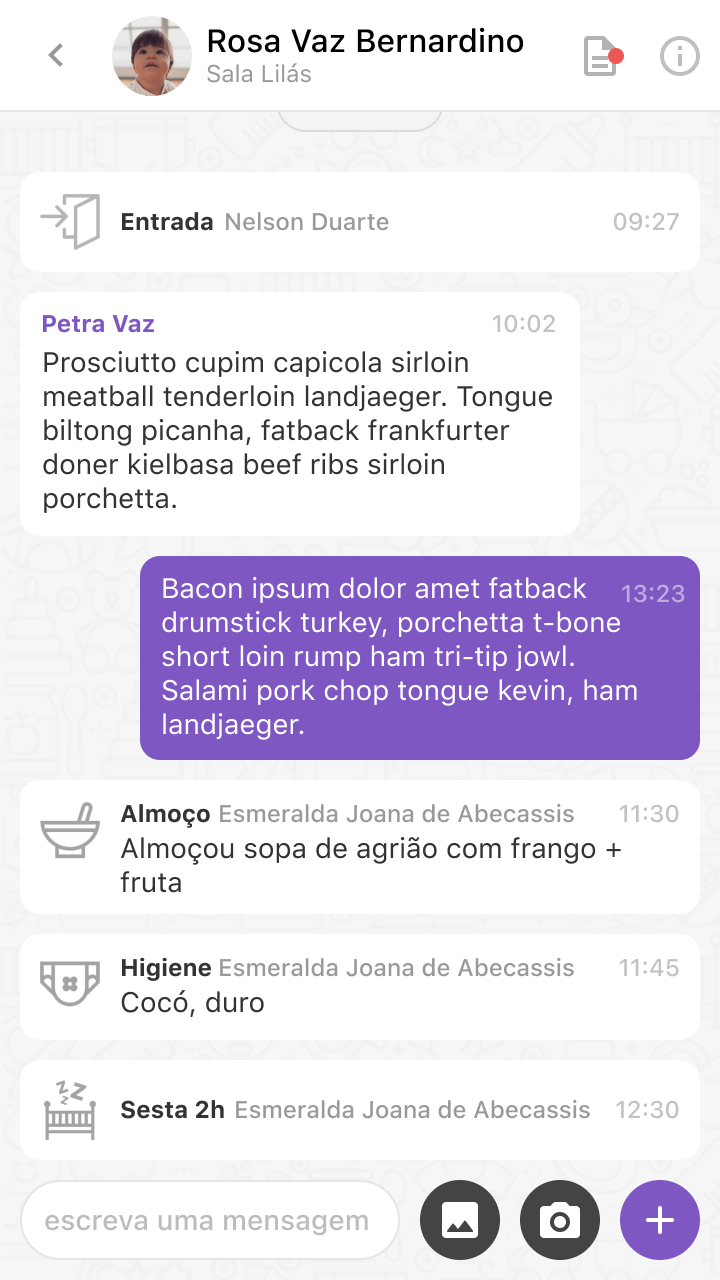 Rosa Vaz Bernardino
Sala Lilás
Entrada Nelson Duarte 09:27
Petra Vaz 10:02
Prosciutto cupim capicola sirloin
meatball tenderloin landjaeger. Tongue
biltong picanha, fatback frankfurter
doner kielbasa beef ribs sirloin
porchetta.
Bacon ipsum dolor amet fatback 13:23
drumstick turkey, porchetta t-bone
short loin rump ham tri-tip jowl.
Salami pork chop tongue kevin, ham
landjaeger.
Almoço Esmeralda Joana de Abecassis 11:30
Almoçou sopa de agrião com frango +
fruta
Higiene Esmeralda Joana de Abecassis 11:45
Cocó, duro
Sesta 2h Esmeralda Joana de Abecassis 12:30
escreva uma mensagem